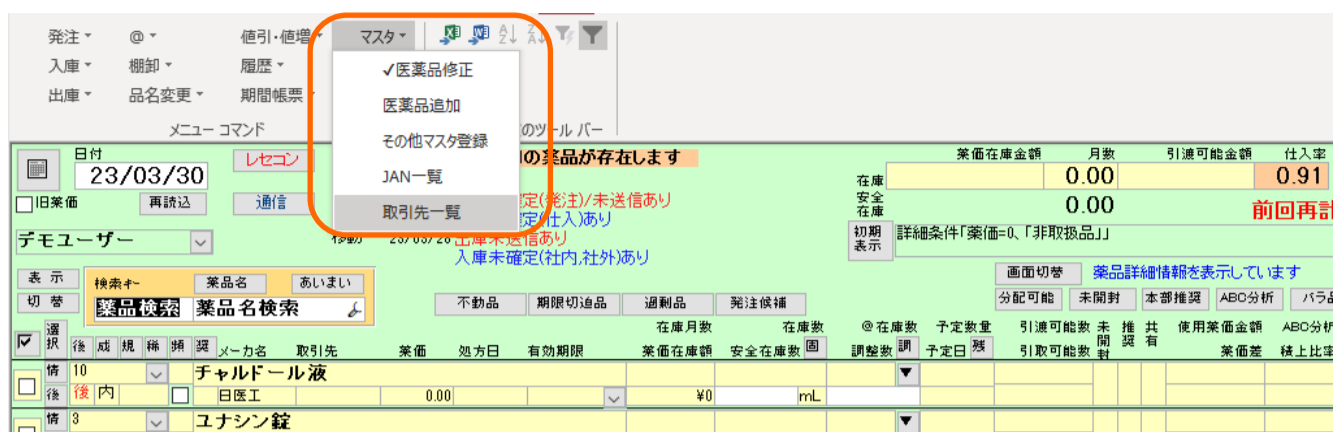 発注 @ 値引・値増 マスタ
入庫 棚卸 履歴 ✓医薬品修正
出庫 品名変更 期間帳票 医薬品追加
メニュー コマンド その他マスタ登録 のツール バー
JAN一覧
取引先一覧
日付 レセコン の薬品が存在します 薬価在庫金額 月数 引渡可能金額 仕入率
23/03/30 在庫 0.00 0.91
旧薬価 再読込 通信 定(発注)/未送信あり 安全在庫 0.00 前回再計
定(仕入)あり
デモユーザー 23/03/28 出庫未送信あり 初期表示 詳細条件「薬価=0、「非取扱品」」
入庫未確定(社内,社外)あり
表示 検索キー 薬品名 あいまい 画面切替 薬品詳細情報を表示しています
切替 薬品検索 薬品名検索 不動品 期限切迫品 過剰品 発注候補 分配可能 未開封 本部推奨 ABC分析 バラ品
選択 在庫月数 在庫数 @在庫数 予定数量 引渡可能数 未開封 推奨 共有 使用薬価金額 ABC分析
後 成 規 稀 頻 奨 メーカ名 取引先 薬価 処方日 有効期限 薬価在庫額 安全在庫数 固 調整数 調 予定日 残 引取可能数 薬価差 積上比率
情 10 チャルドール液
後 後 内 日医工 0.00 ¥0 mL
情 3 ユナシン錠